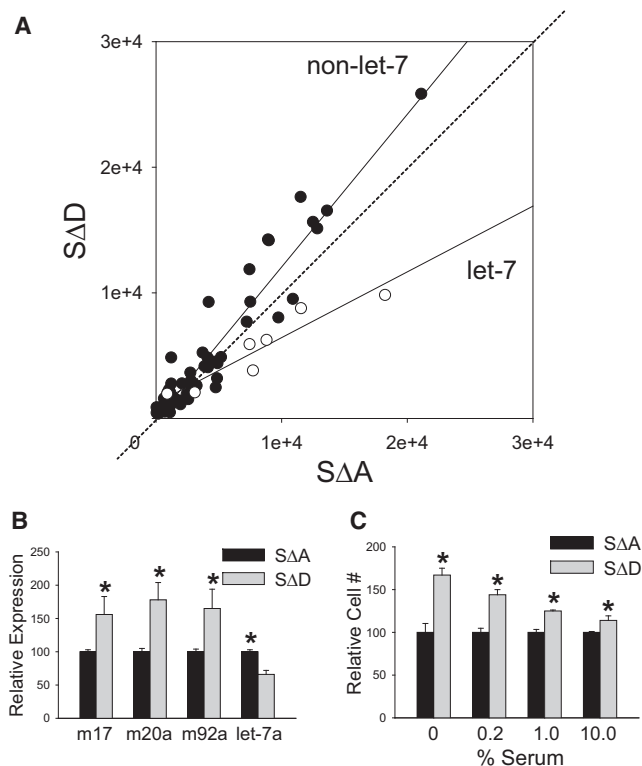 A
3e+4
non-let-7
2e+4
SΔD
let-7
1e+4
0
1e+4
2e+4
3e+4
SΔA
B
SΔA
SΔD
250
200
150
100
50
0
Relative Expression
* * * *
m17 m20a m92a let-7a
C
SΔA
SΔD
200
150
100
50
0
Relative Cell #
* * * *
0 0.2 1.0 10.0
% Serum